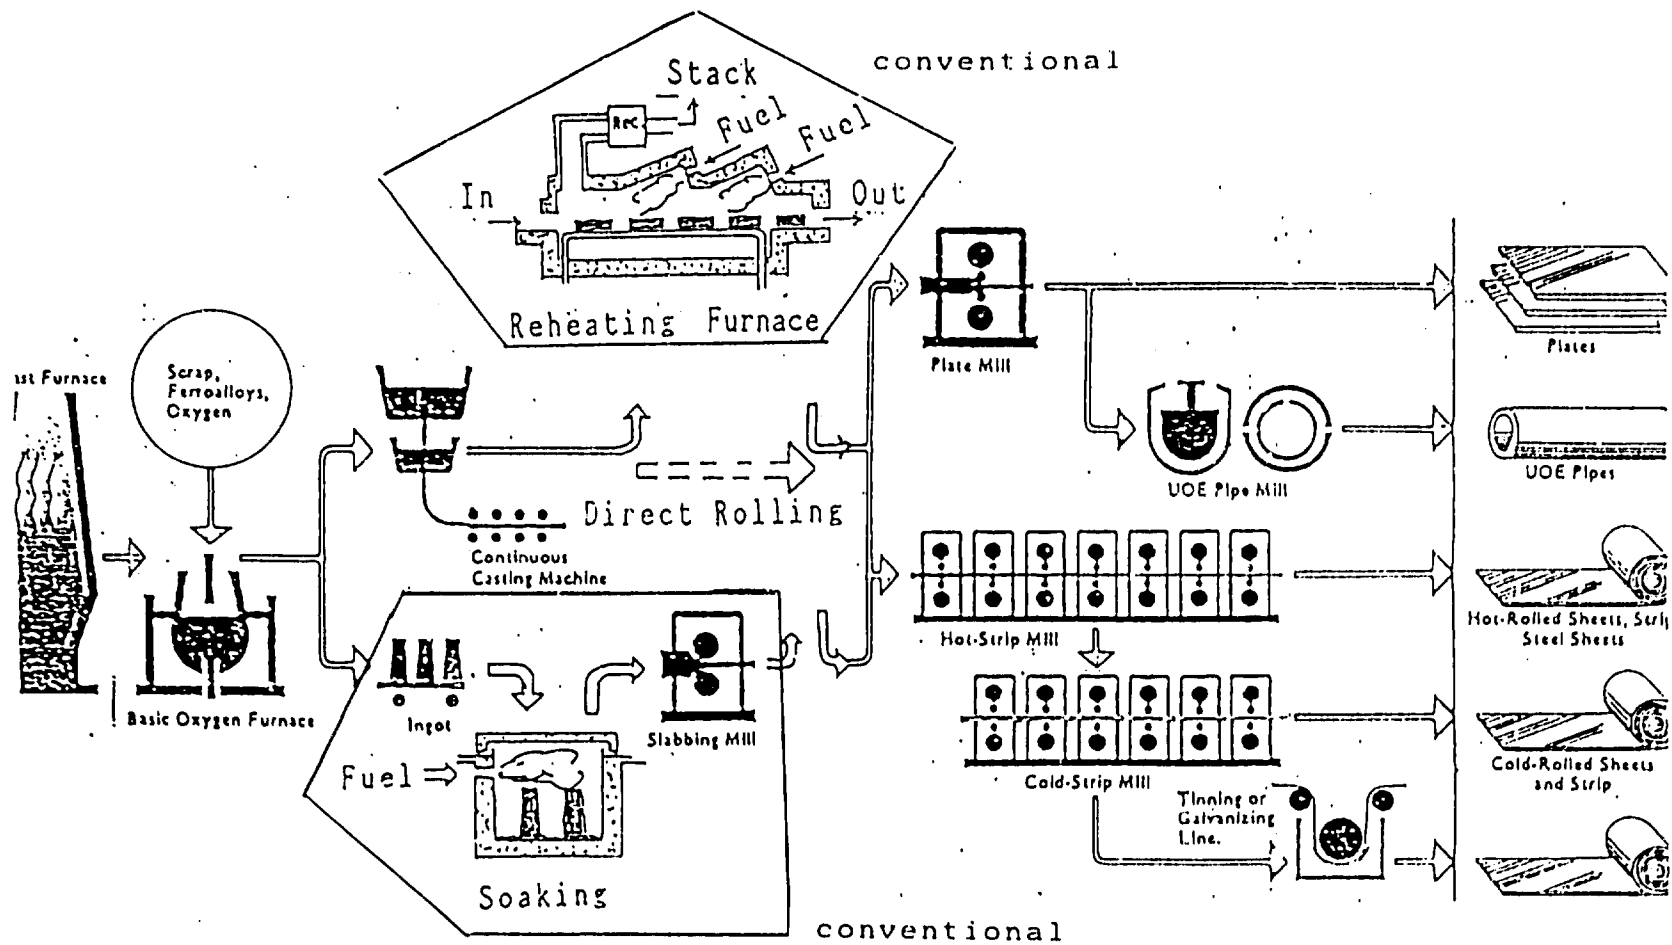 conventional
Stack
Rec
Fuel
Fuel
In
Out
Reheating Furnace
ast Furnace
Scrap,
Ferroalloys,
Oxygen
Plate Mill
Plates
UOE Pipe Mill
UOE Pipes
Direct Rolling
Continuous
Casting Machine
Hot-Strip Mill
Hot-Rolled Sheets, Strip
Steel Sheets
Basic Oxygen Furnace
Ingot
Slabbing Mill
Fuel
Soaking
Cold-Strip Mill
Cold-Rolled Sheets
and Strip
Tinning or
Galvanizing
Line.
conventional